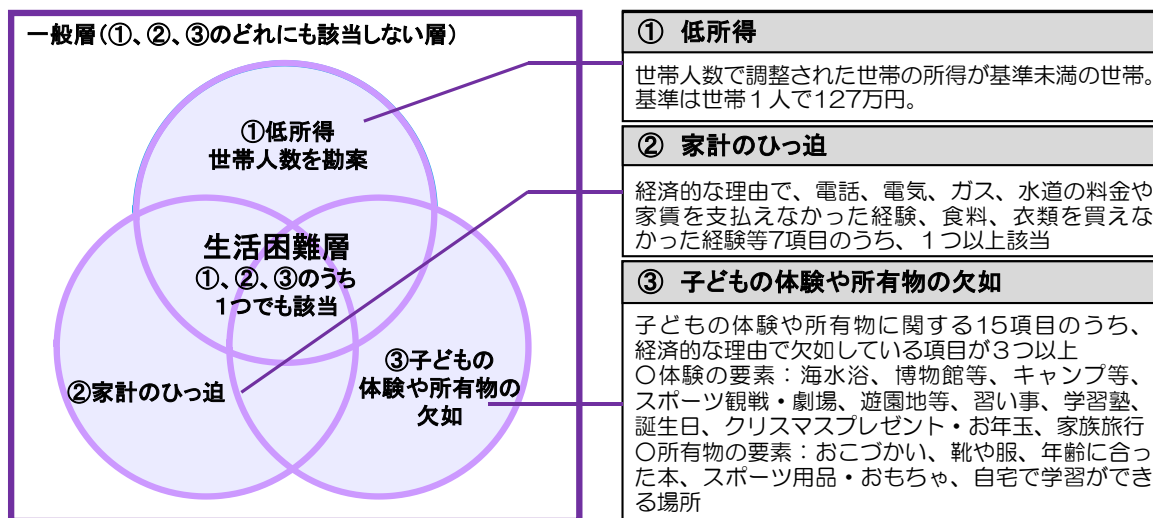 一般層(①、②、③のどれにも該当しない層)
①低所得
世帯人数を勘案
生活困難層
①、②、③のうち
1つでも該当
②家計のひっ迫
③子どもの
体験や所有物の
欠如
① 低所得
世帯人数で調整された世帯の所得が基準未満の世帯。
基準は世帯1人で127万円。
② 家計のひっ迫
経済的な理由で、電話、電気、ガス、水道の料金や
家賃を支払えなかった経験、食料、衣類を買えな
かった経験等7項目のうち、1つ以上該当
③ 子どもの体験や所有物の欠如
子どもの体験や所有物に関する15項目のうち、
経済的な理由で欠如している項目が3つ以上
〇体験の要素:海水浴、博物館等、キャンプ等、
スポーツ観戦・劇場、遊園地等、習い事、学習塾、
誕生日、クリスマスプレゼント・お年玉、家族旅行
〇所有物の要素:おこづかい、靴や服、年齢に合っ
た本、スポーツ用品・おもちゃ、自宅で学習ができ
る場所